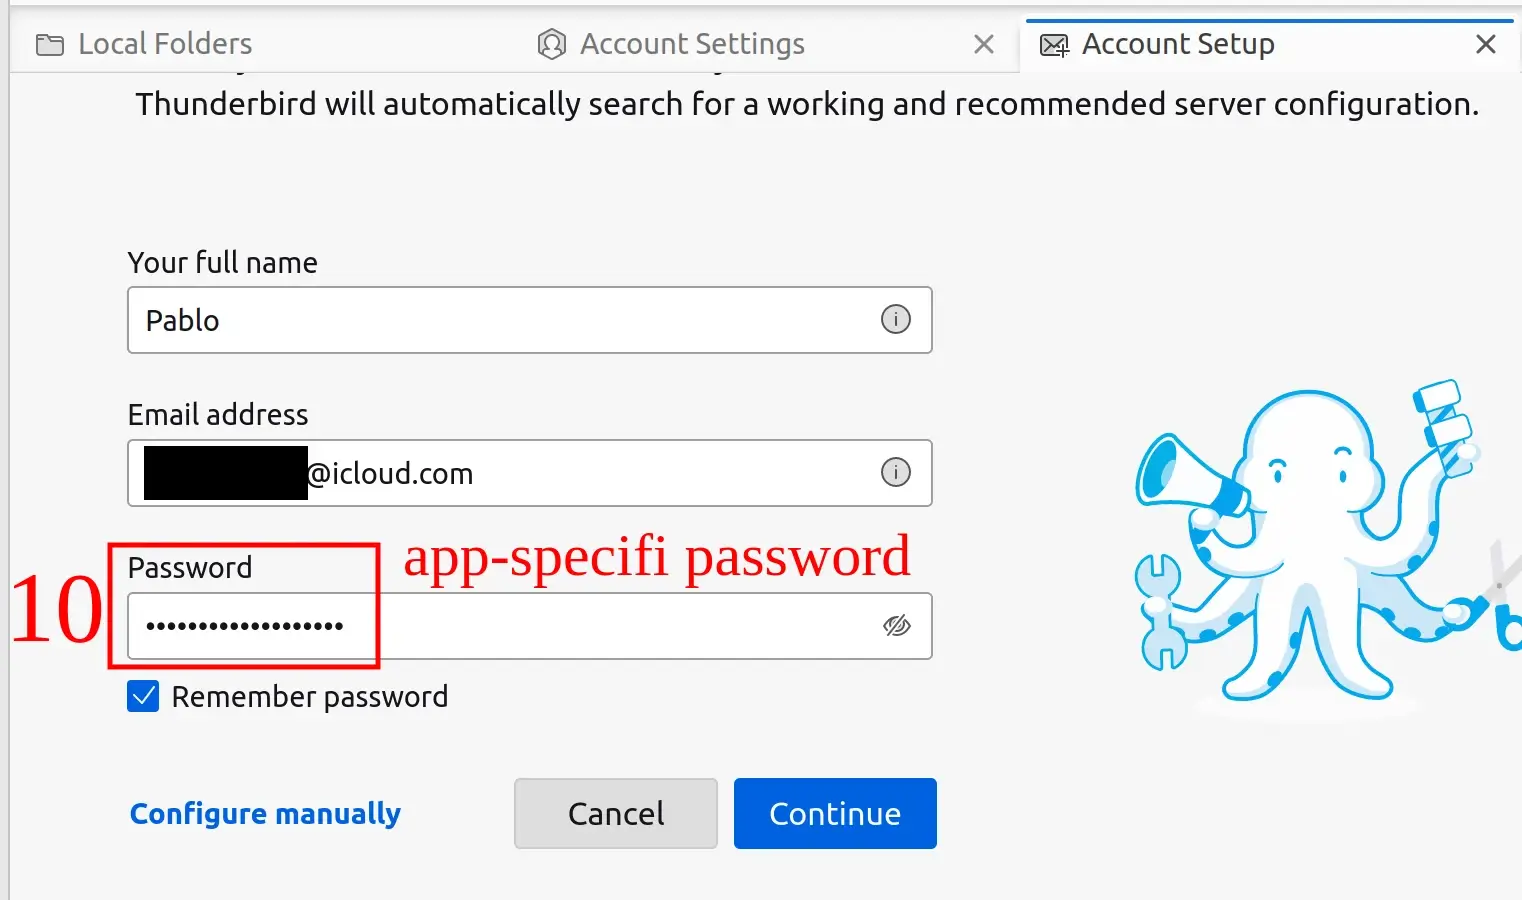 Local Folders
Account Settings
Account Setup
Thunderbird will automatically search for a working and recommended server configuration.
Your full name
Pablo
Email address
@icloud.com
app-specifi password
10
Password
•••••••••••••••••••
Remember password
Configure manually
Cancel
Continue